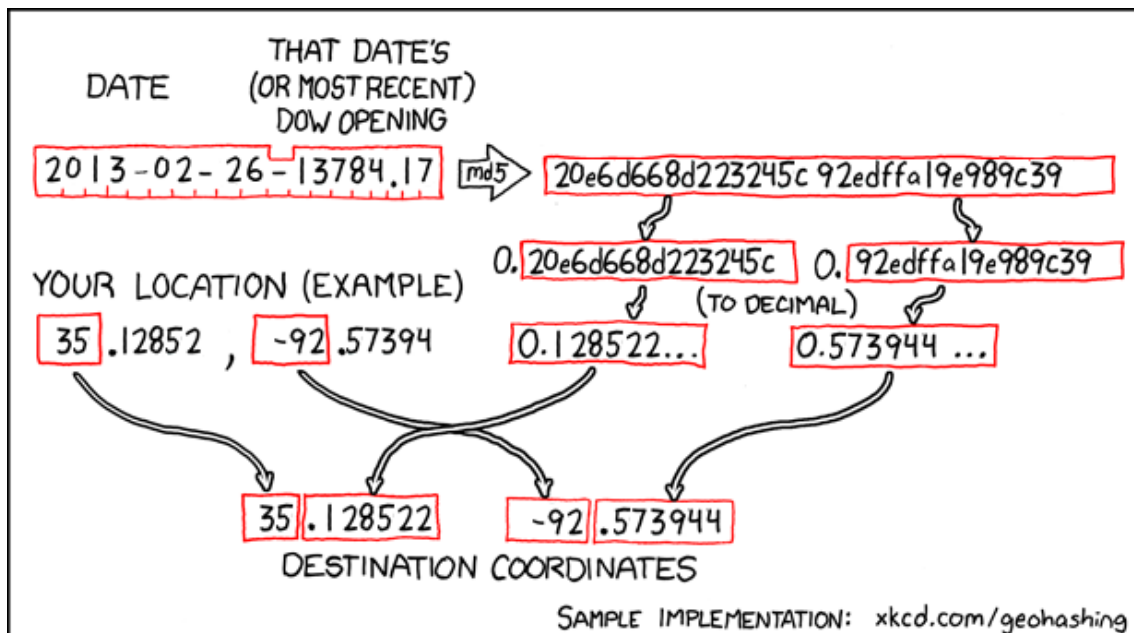 DATE
THAT DATE'S
(OR MOST RECENT)
DOW OPENING
2013-02-26-13784.17
md5
20e6d668d223245c92edffa19e989c39
0.20e6d668d223245c
0.92edffa19e989c39
(TO DECIMAL)
0.128522...
0.573944...
YOUR LOCATION (EXAMPLE)
35.12852, -92.57394
35.128522
-92.573944
DESTINATION COORDINATES
SAMPLE IMPLEMENTATION: xkcd.com/geohashing